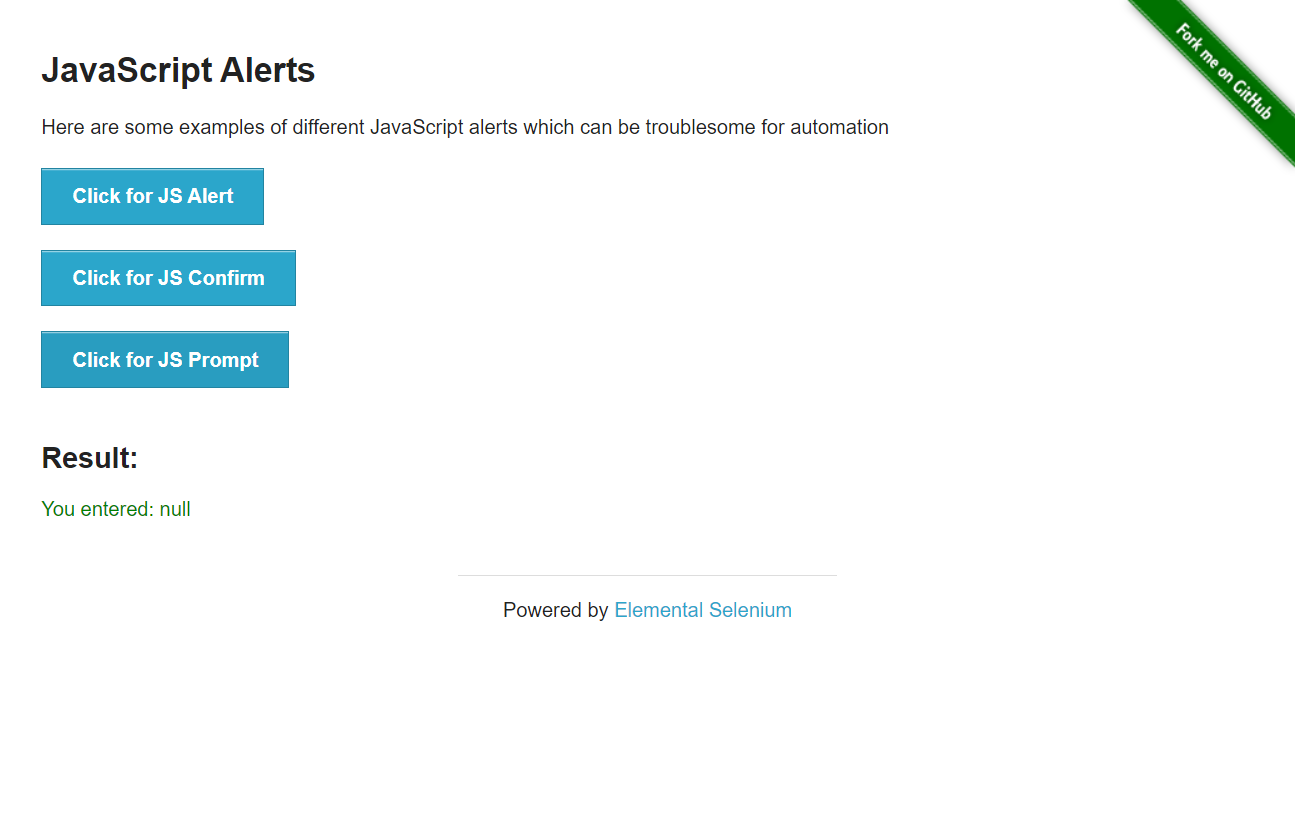 Fork me on GitHub
JavaScript Alerts
Here are some examples of different JavaScript alerts which can be troublesome for automation
Click for JS Alert
Click for JS Confirm
Click for JS Prompt
Result:
You entered: null
Powered by Elemental Selenium